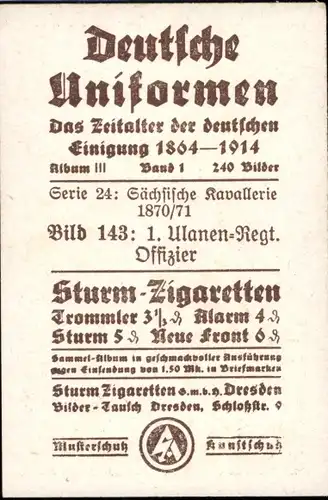 Deutsche
Uniformen
Das Zeitalter der deutschen
Einigung 1864—1914
Album III Band 1 240 Bilder
Serie 24: Sächsische Kavallerie
1870/71
Bild 143: 1. Ulanen=Regt.
Offizier
Sturm-Zigaretten
Trommler 3⅓ ₰ Alarm 4 ₰
Sturm 5 ₰ Neue Front 6 ₰
Sammel-Album in geschmackvoller Ausführung
gegen Einsendung von 1.50 Mk. in Briefmarken
Sturm Zigaretten G.m.b.H. Dresden
Bilder-Tausch Dresden, Schloßstr. 9
Musterschutz Kunstschutz